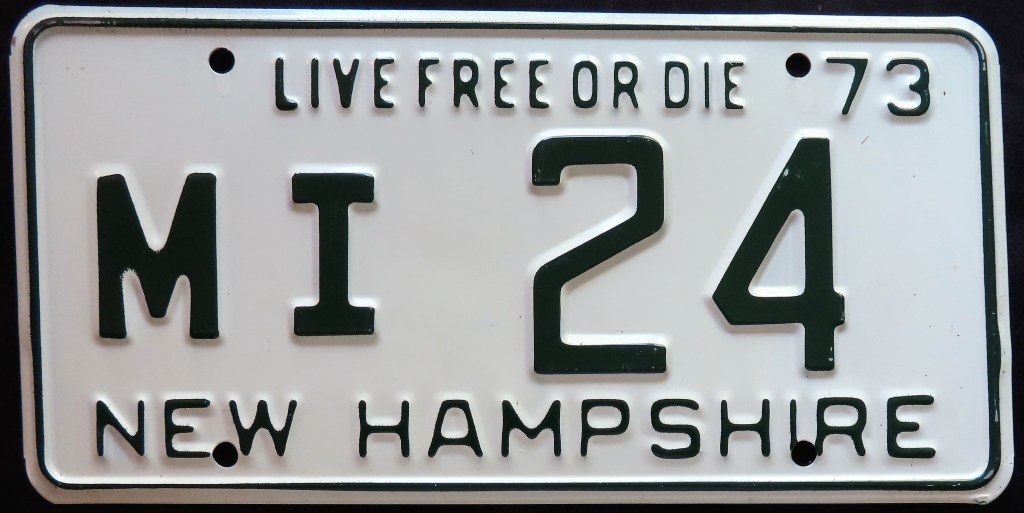 LIVE FREE OR DIE 73
MI 24
NEW HAMPSHIRE